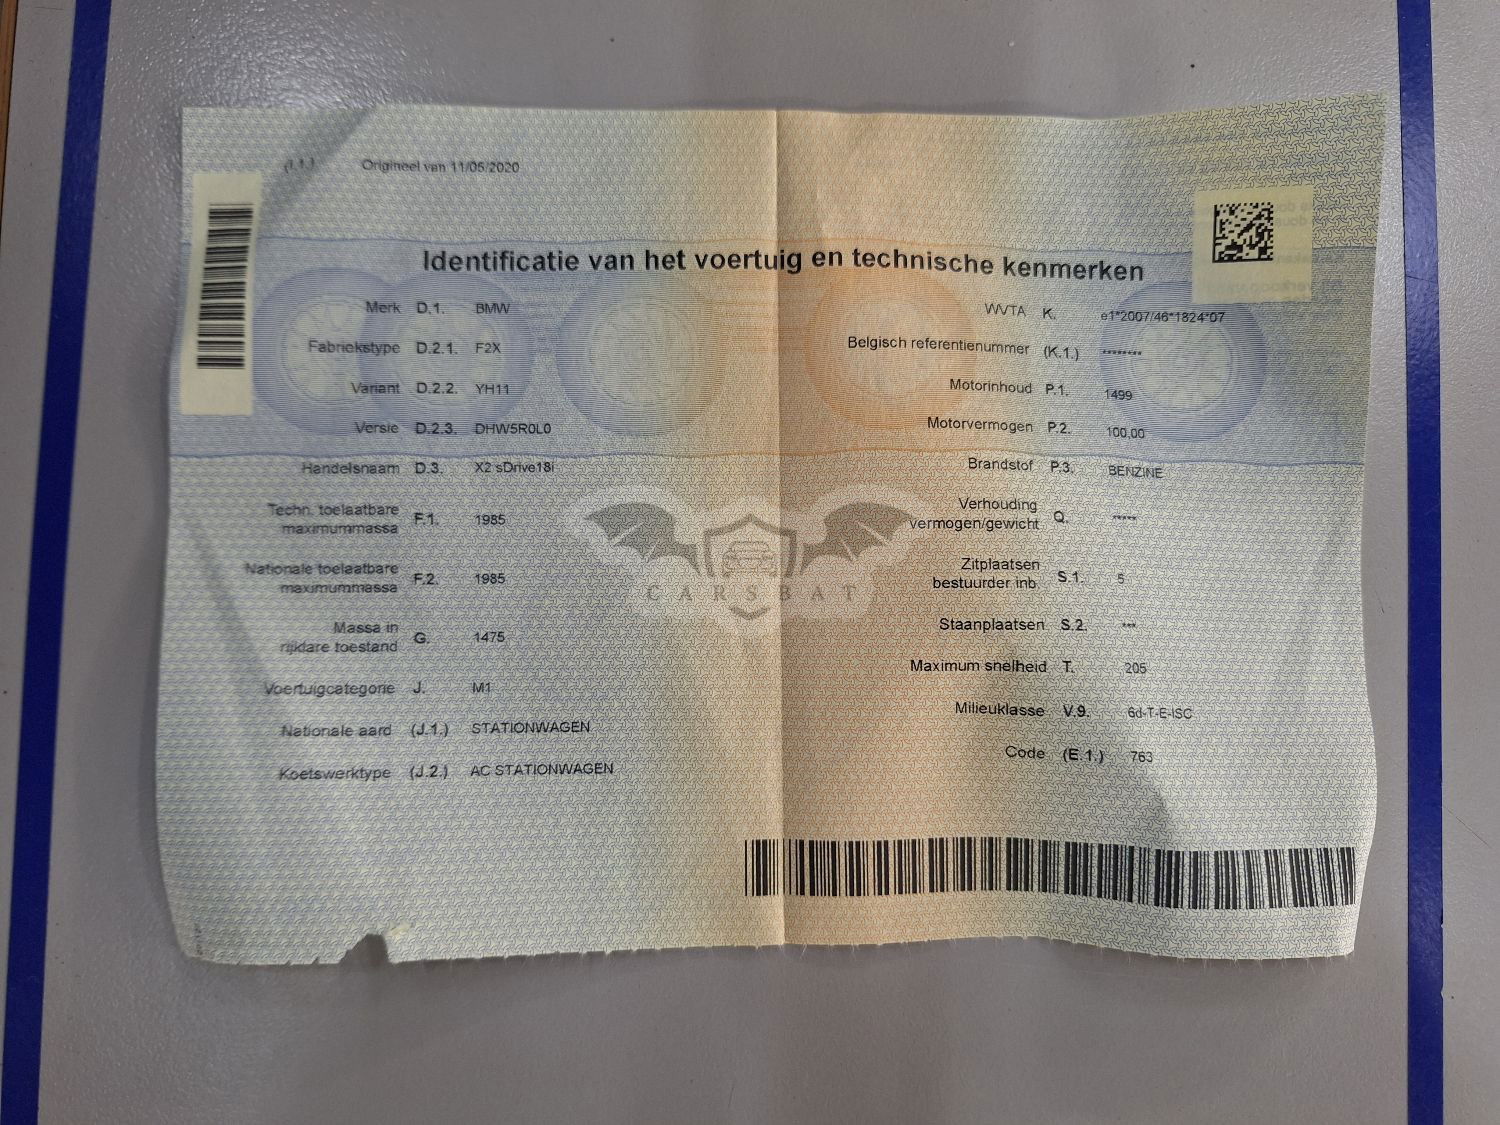 (I.1.) Origineel van 11/05/2020
Identificatie van het voertuig en technische kenmerken
Merk D.1. BMW
Fabriekstype D.2.1. F2X
Variant D.2.2. YH11
Versie D.2.3. DHW5R0L0
Handelsnaam D.3. X2 sDrive18i
Techn. toelaatbare
maximummassa F.1. 1985
Nationale toelaatbare
maximummassa F.2. 1985
Massa in
rijklare toestand G. 1475
Voertuigcategorie J. M1
Nationale aard (J.1.) STATIONWAGEN
Koetswerktype (J.2.) AC STATIONWAGEN
WVTA K. e1*2007/46*1824*07
Belgisch referentienummer (K.1.) ********
Motorinhoud P.1. 1499
Motorvermogen P.2. 100.00
Brandstof P.3. BENZINE
Verhouding
vermogen/gewicht Q. *****
Zitplaatsen
bestuurder inb. S.1. 5
Staanplaatsen S.2. ***
Maximum snelheid T. 205
Milieuklasse V.9. 6d-T-E-ISC
Code (E.1.) 763
CARSBAT